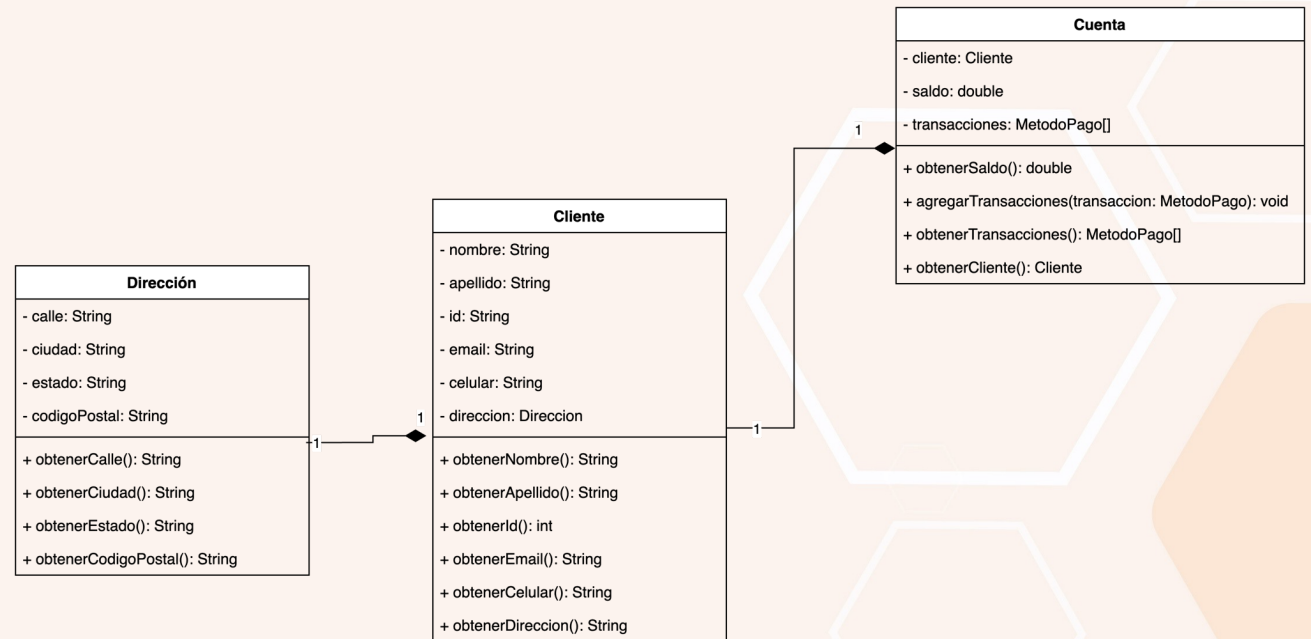 Dirección
- calle: String
- ciudad: String
- estado: String
- codigoPostal: String
+ obtenerCalle(): String
+ obtenerCiudad(): String
+ obtenerEstado(): String
+ obtenerCodigoPostal(): String
1
1
Cliente
- nombre: String
- apellido: String
- id: String
- email: String
- celular: String
- direccion: Direccion
+ obtenerNombre(): String
+ obtenerApellido(): String
+ obtenerId(): int
+ obtenerEmail(): String
+ obtenerCelular(): String
+ obtenerDireccion(): String
1
1
Cuenta
- cliente: Cliente
- saldo: double
- transacciones: MetodoPago[]
+ obtenerSaldo(): double
+ agregarTransacciones(transaccion: MetodoPago): void
+ obtenerTransacciones(): MetodoPago[]
+ obtenerCliente(): Cliente